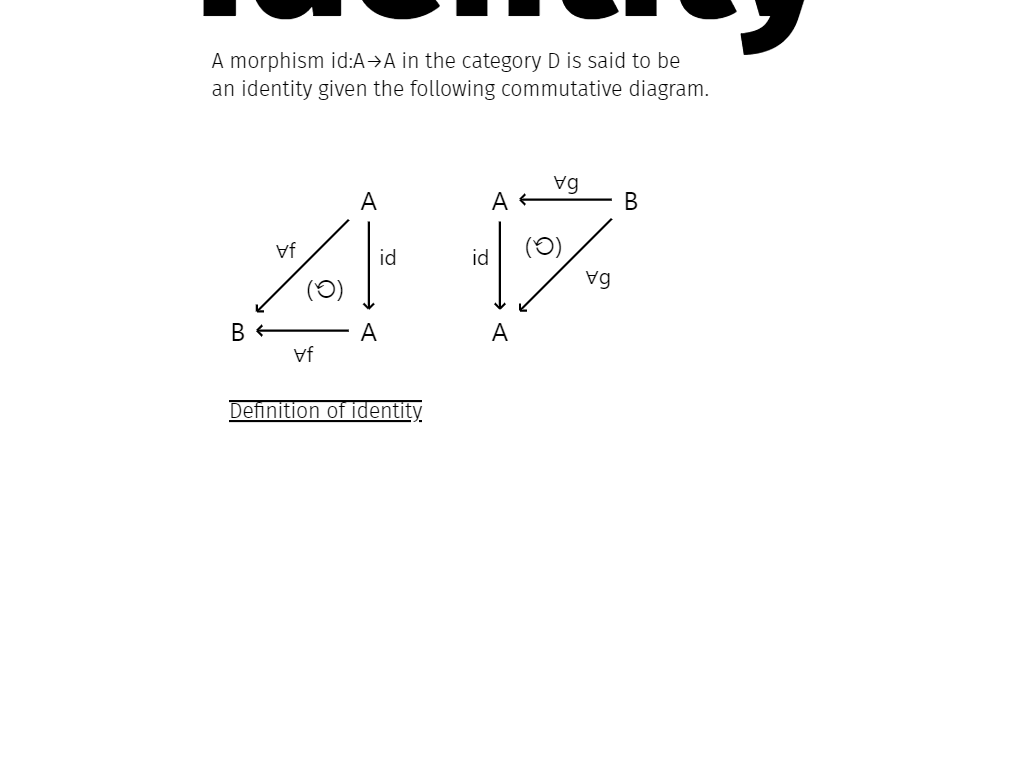 identity
A morphism id:A→A in the category D is said to be
an identity given the following commutative diagram.
A
∀f
id
(↺)
B
A
∀f
A
∀g
B
id
(↺)
∀g
A
Definition of identity